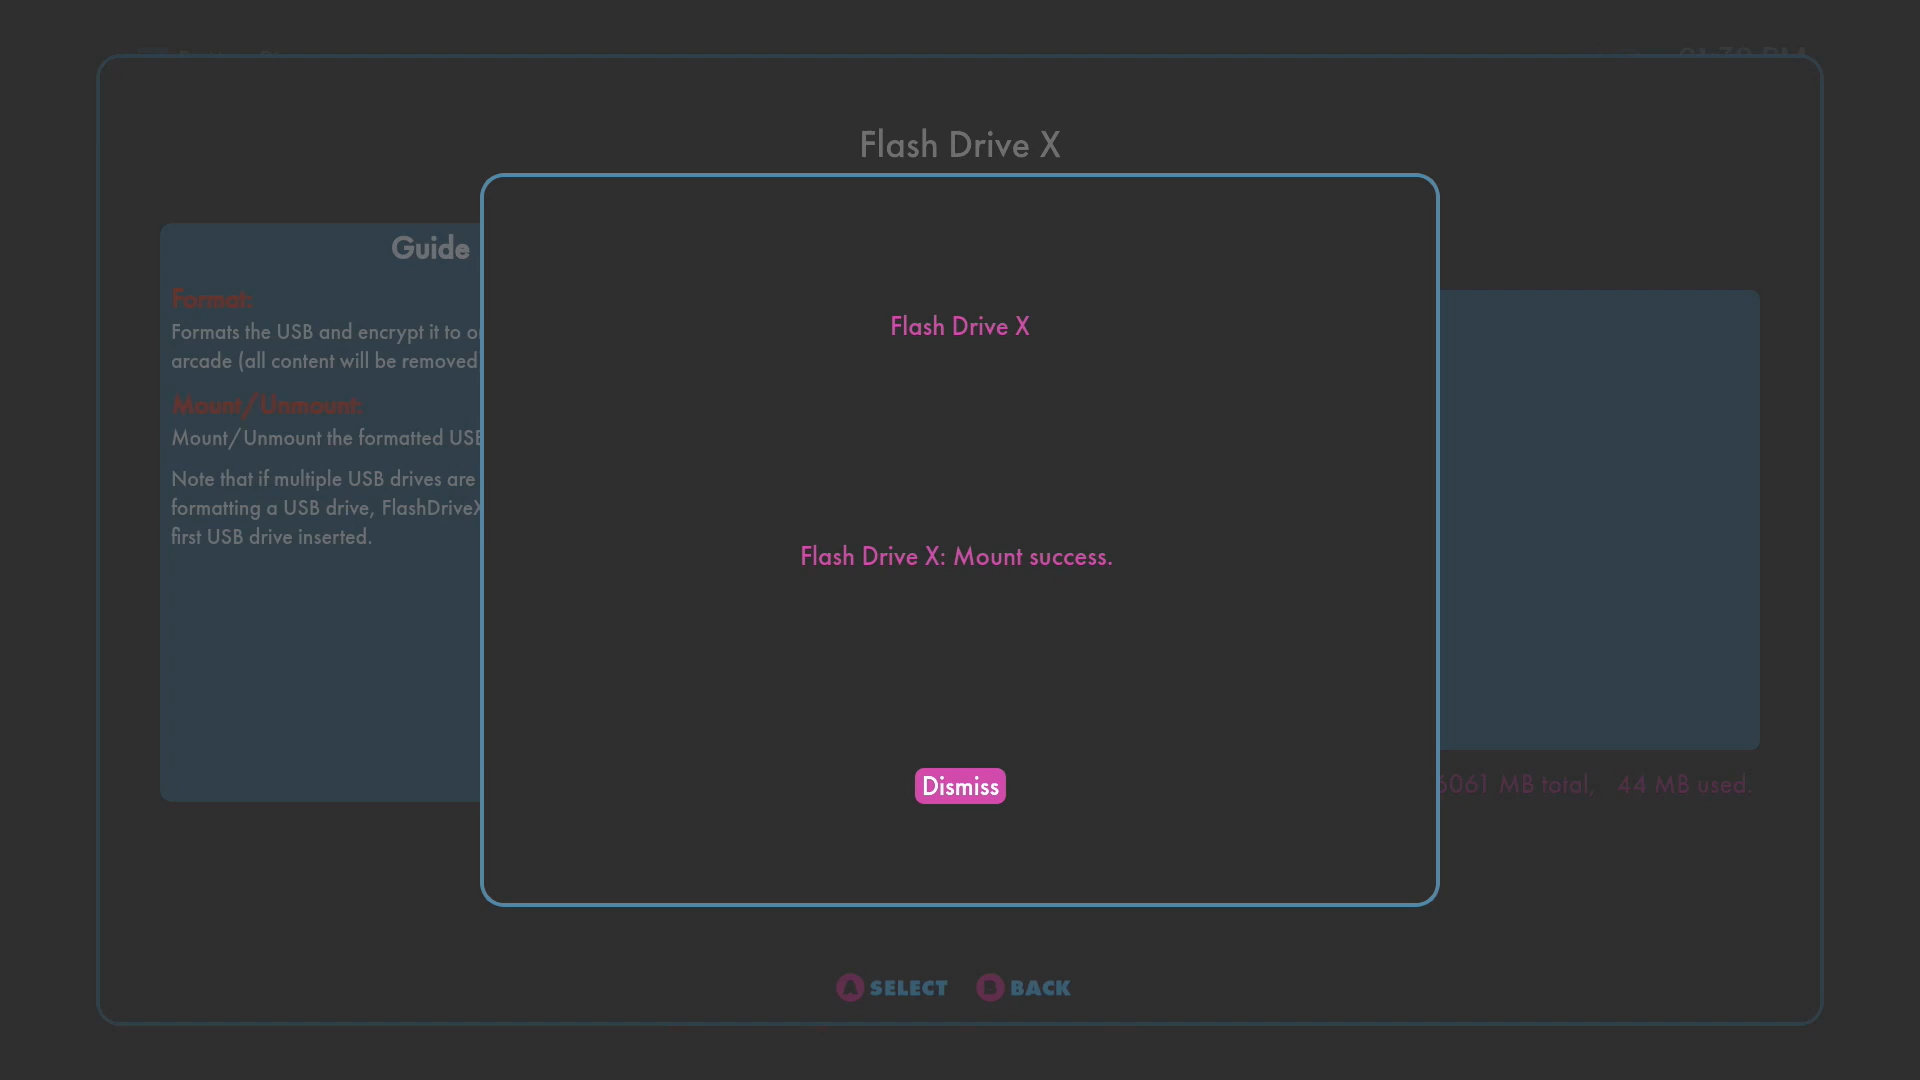 Flash Drive X
Guide
Format:
Formats the USB and encrypt it to
arcade (all content will be removed
Mount/Unmount:
Mount/Unmount the formatted USB
Note that if multiple USB drives are
formatting a USB drive, FlashDriveX
first USB drive inserted.
Flash Drive X
Flash Drive X: Mount success.
Dismiss
6061 MB total, 44 MB used.
A SELECT B BACK